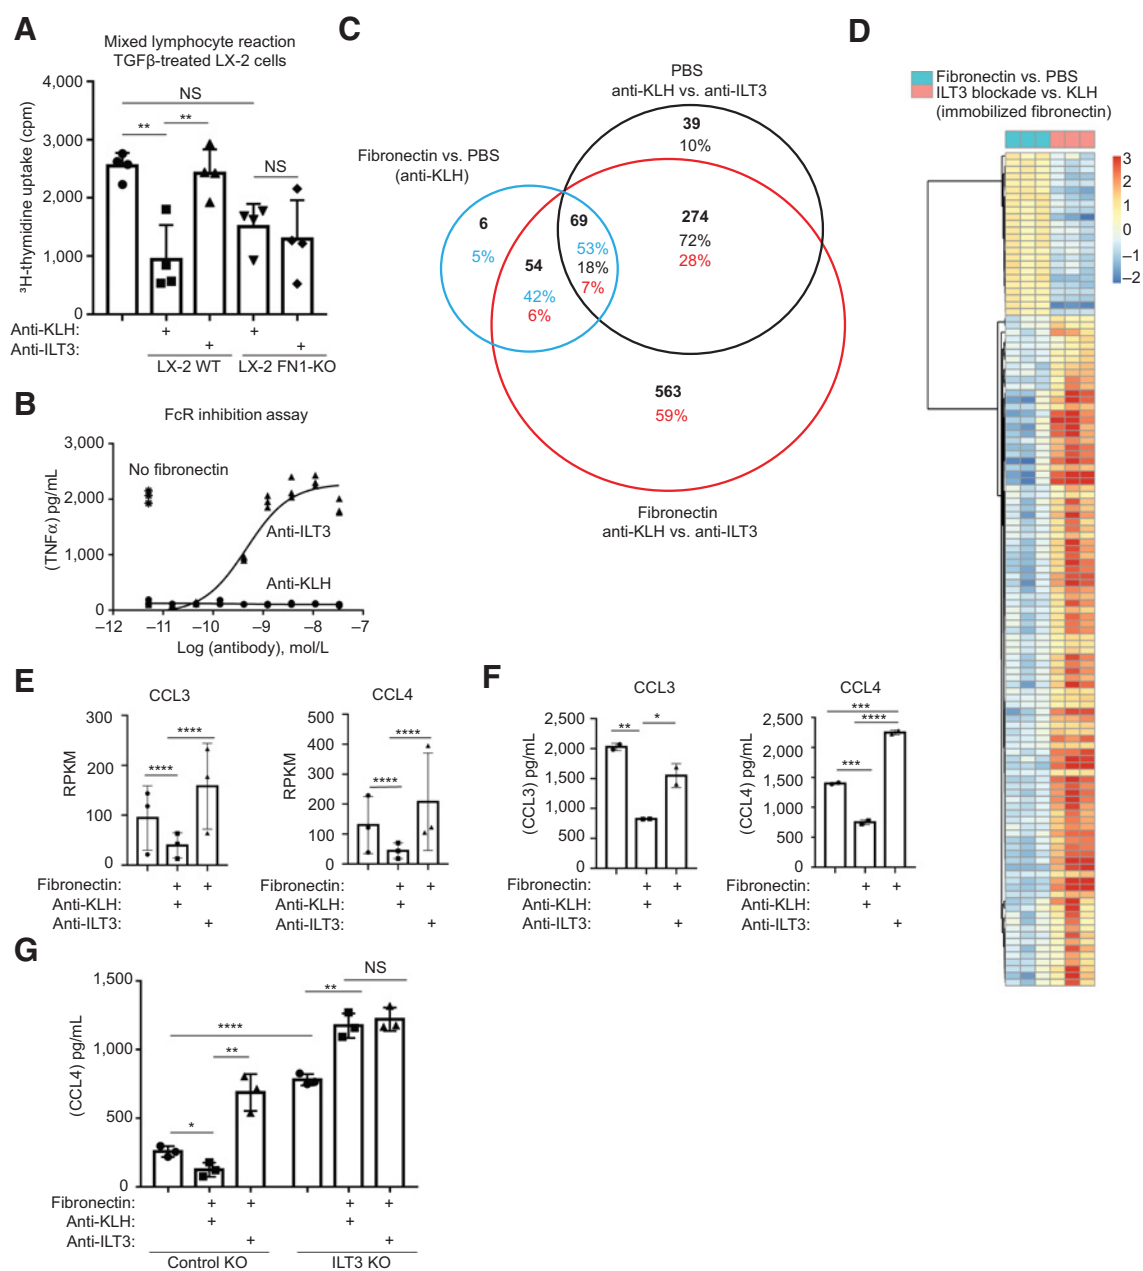 A
Mixed lymphocyte reaction
TGFβ-treated LX-2 cells
4,000
3,000
2,000
1,000
0
³H-thymidine uptake (cpm)
NS
**
**
NS
Anti-KLH: + +
Anti-ILT3: + +
LX-2 WT LX-2 FN1-KO
B
FcR inhibition assay
3,000
2,000
1,000
0
(TNFα) pg/mL
No fibronectin
Anti-ILT3
Anti-KLH
–12 –11 –10 –9 –8 –7
Log (antibody), mol/L
C
PBS
anti-KLH vs. anti-ILT3
39
10%
Fibronectin vs. PBS
(anti-KLH)
6
5%
69
53%
18%
7%
274
72%
28%
54
42%
6%
563
59%
Fibronectin
anti-KLH vs. anti-ILT3
D
Fibronectin vs. PBS
ILT3 blockade vs. KLH
(immobilized fibronectin)
3
2
1
0
–1
–2
E
CCL3
300
200
100
0
RPKM
****
****
Fibronectin: + +
Anti-KLH: +
Anti-ILT3: +
CCL4
500
400
300
200
100
0
RPKM
****
****
Fibronectin: + +
Anti-KLH: +
Anti-ILT3: +
F
CCL3
2,500
2,000
1,500
1,000
500
0
(CCL3) pg/mL
**
*
Fibronectin: + +
Anti-KLH: +
Anti-ILT3: +
CCL4
2,500
2,000
1,500
1,000
500
0
(CCL4) pg/mL
***
****
***
Fibronectin: + +
Anti-KLH: +
Anti-ILT3: +
G
1,500
1,000
500
0
(CCL4) pg/mL
NS
**
****
**
*
Fibronectin: + + + +
Anti-KLH: + +
Anti-ILT3: + +
Control KO ILT3 KO